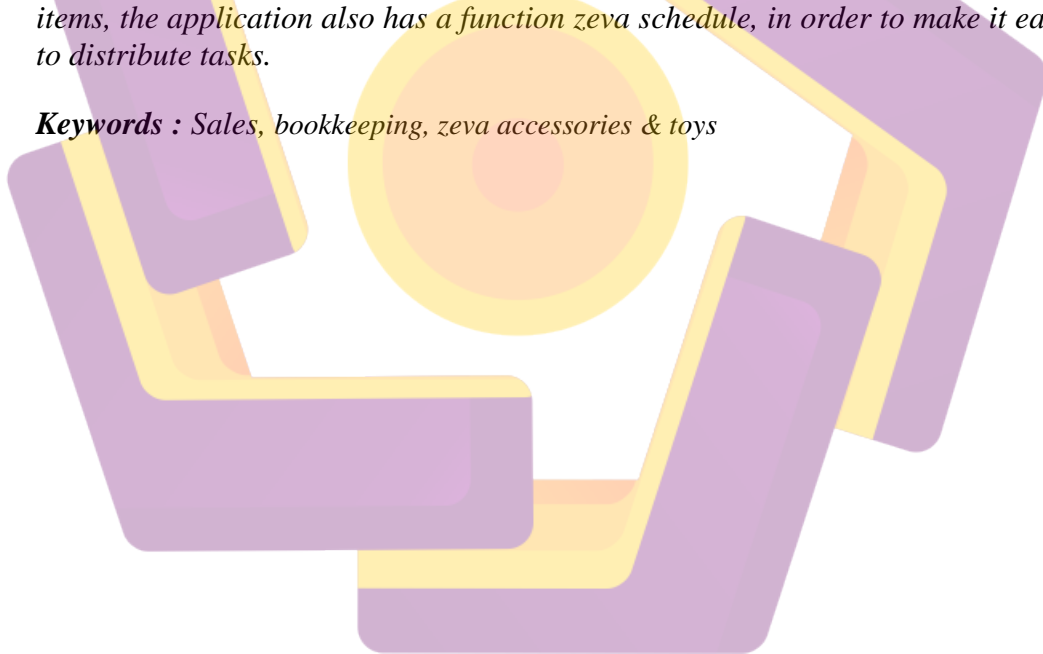 items, the application also has a function zeva schedule, in order to make it
to distribute tasks.
Keywords : Sales, bookkeeping, zeva accessories & toys